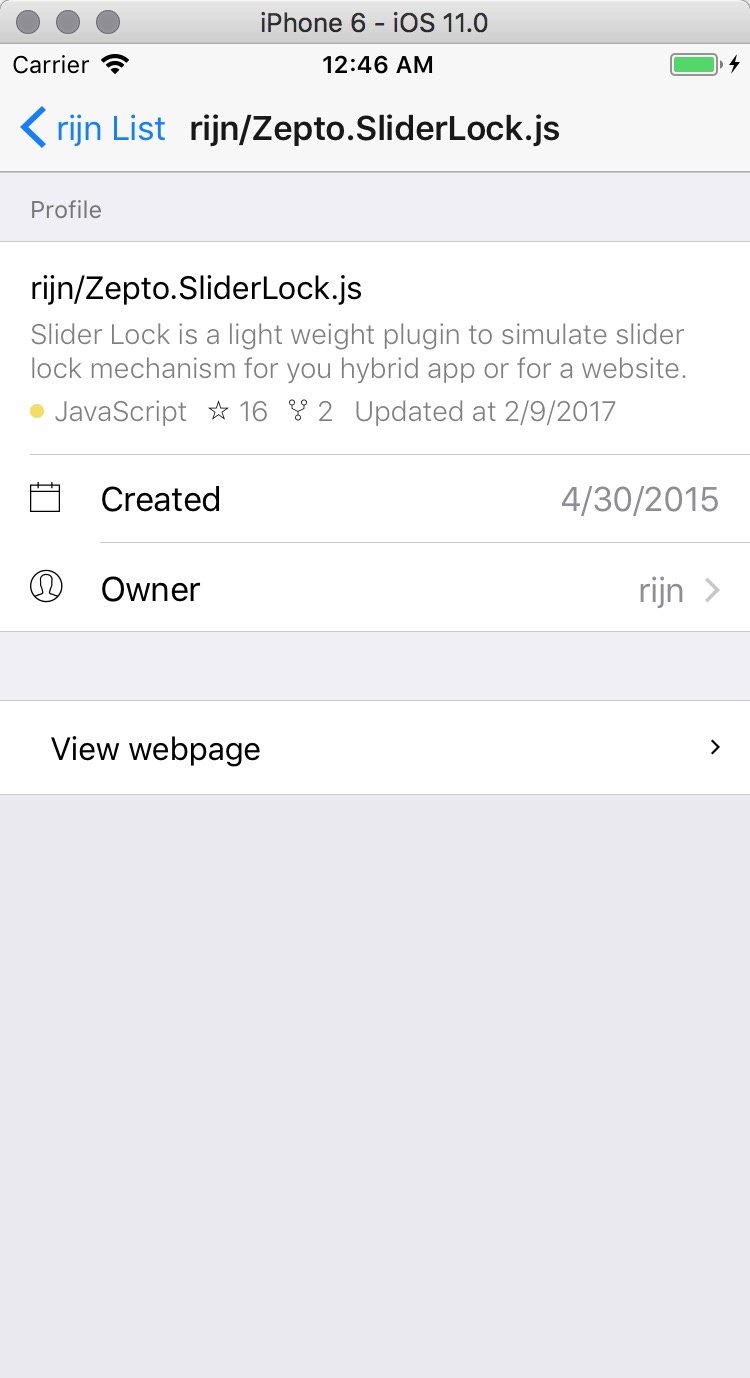 iPhone 6 - iOS 11.0
Carrier 12:46 AM
rijn List rijn/Zepto.SliderLock.js
Profile
rijn/Zepto.SliderLock.js
Slider Lock is a light weight plugin to simulate slider
lock mechanism for you hybrid app or for a website.
JavaScript 16 2 Updated at 2/9/2017
Created 4/30/2015
Owner rijn
View webpage